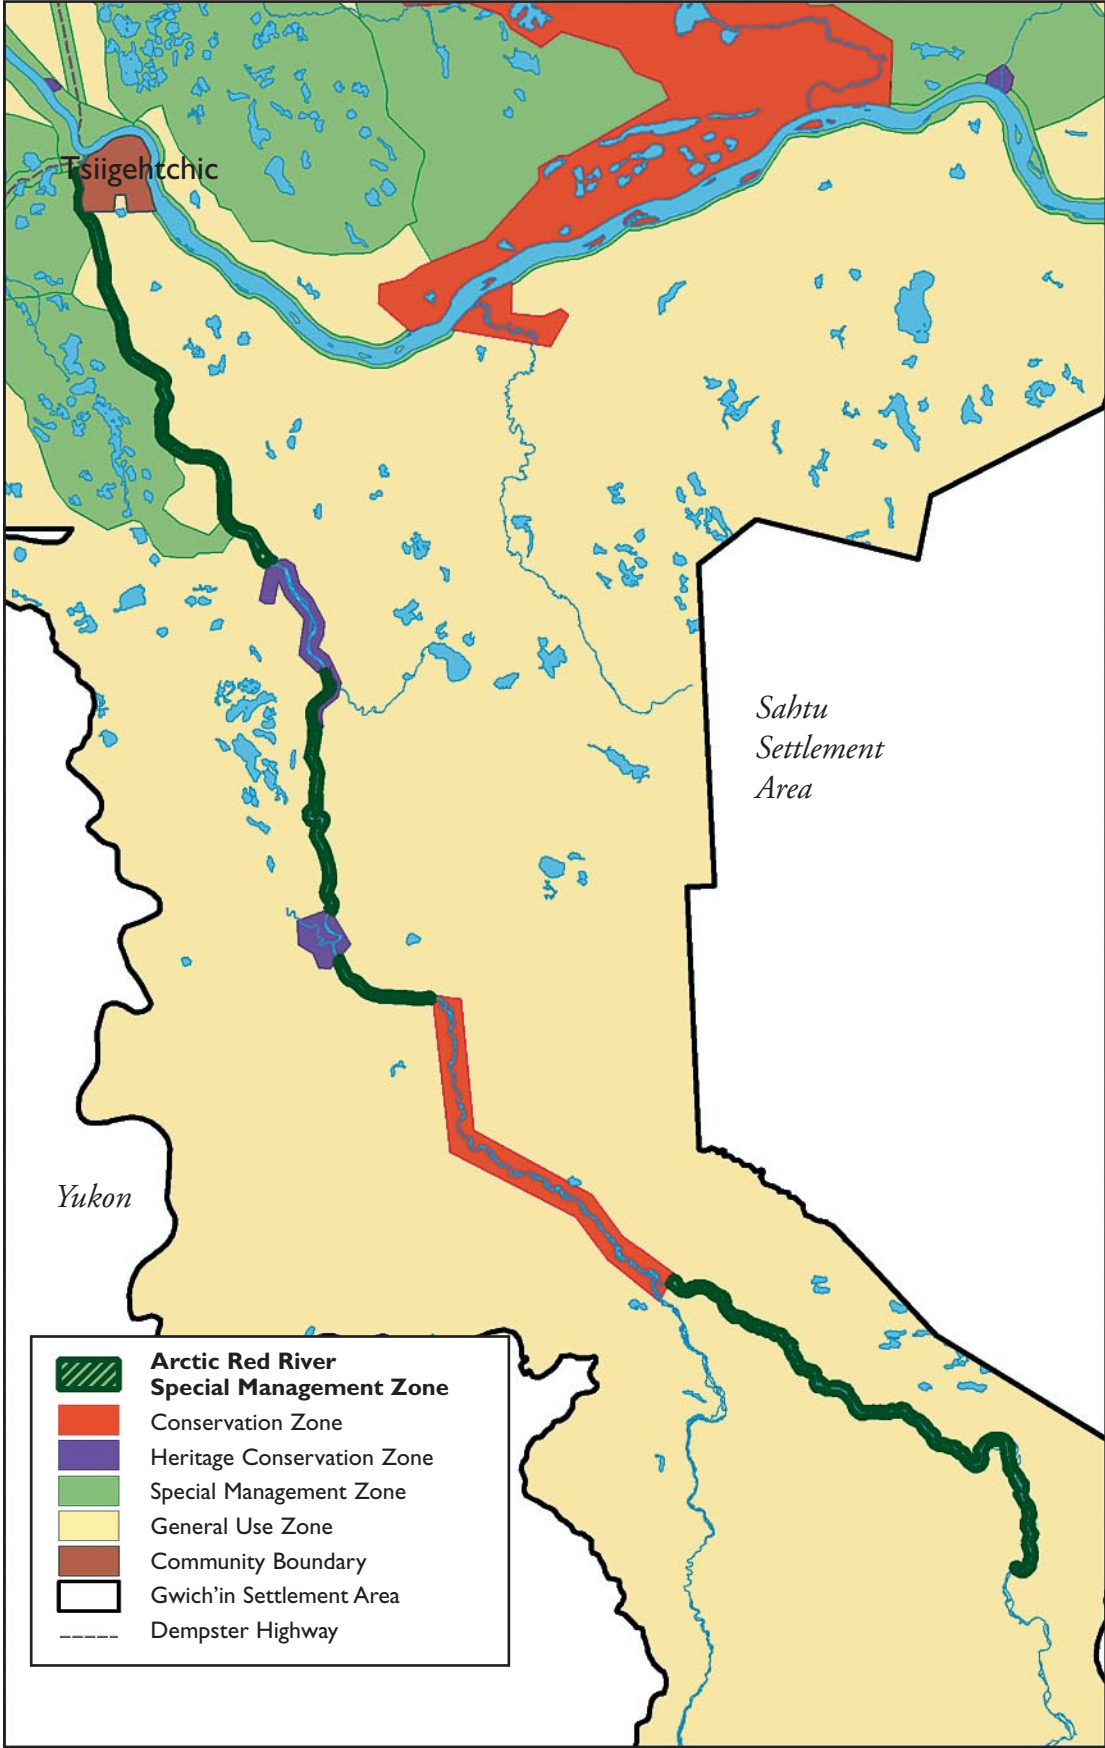 Tsiigehtchic
Sahtu
Settlement
Area
Yukon
Arctic Red River
Special Management Zone
Conservation Zone
Heritage Conservation Zone
Special Management Zone
General Use Zone
Community Boundary
Gwich'in Settlement Area
Dempster Highway